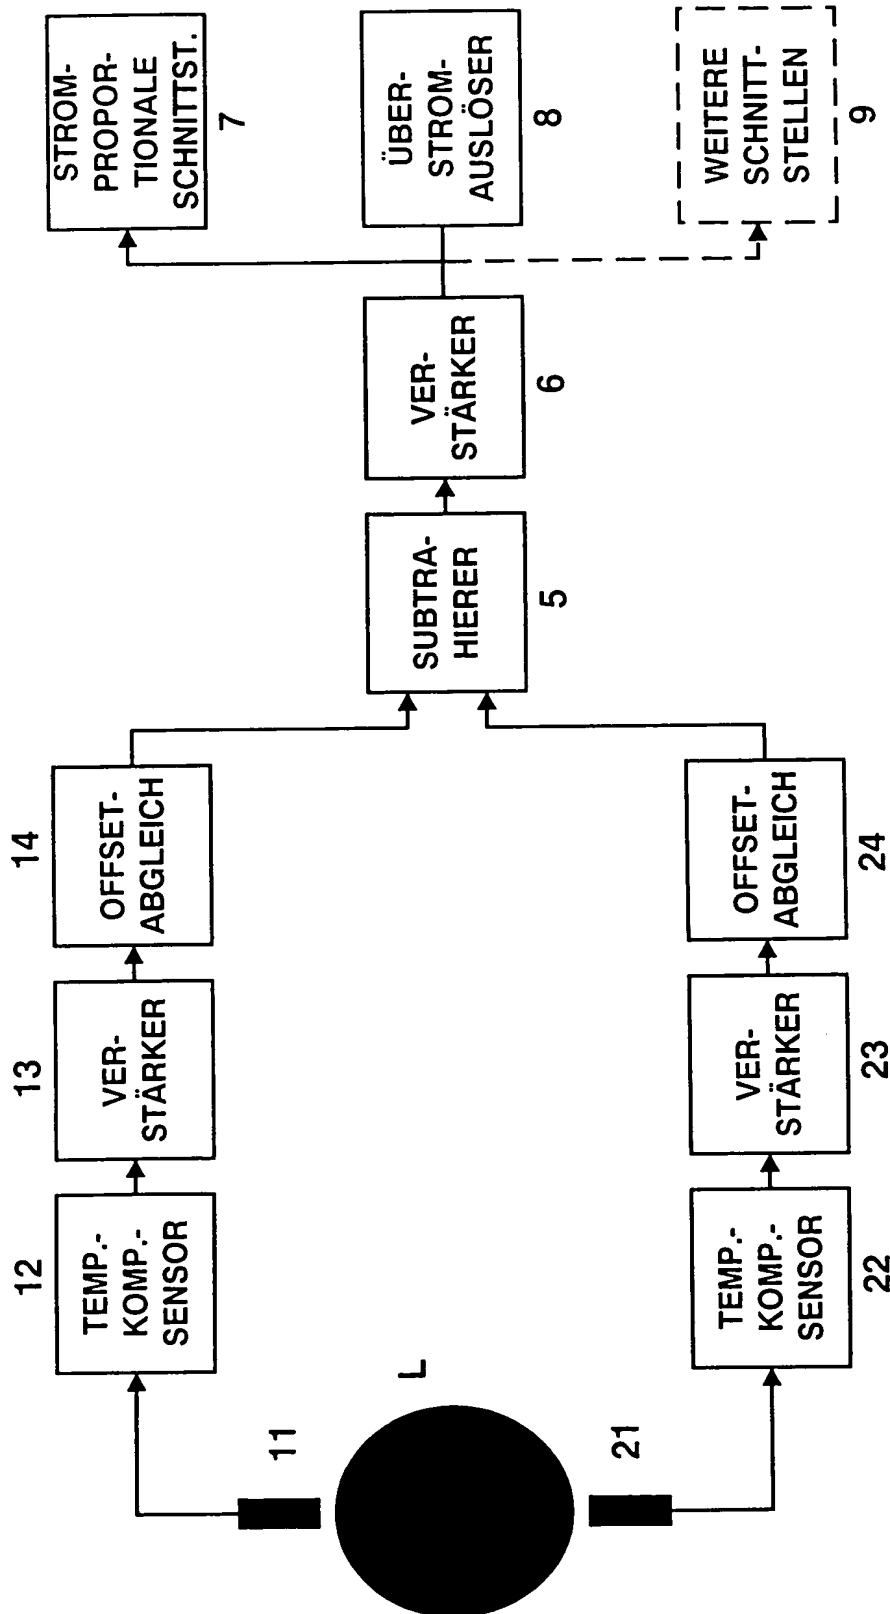 12
TEMP.-
KOMP.-
SENSOR
13
VER-
STÄRKER
14
OFFSET-
ABGLEICH
11
L
21
TEMP.-
KOMP.-
SENSOR
22
VER-
STÄRKER
23
OFFSET-
ABGLEICH
24
SUBTRA-
HIERER
5
VER-
STÄRKER
6
STROM-
PROPOR-
TIONALE
SCHNITTST.
7
ÜBER-
STROM-
AUSLÖSER
8
WEITERE
SCHNITT-
STELLEN
9